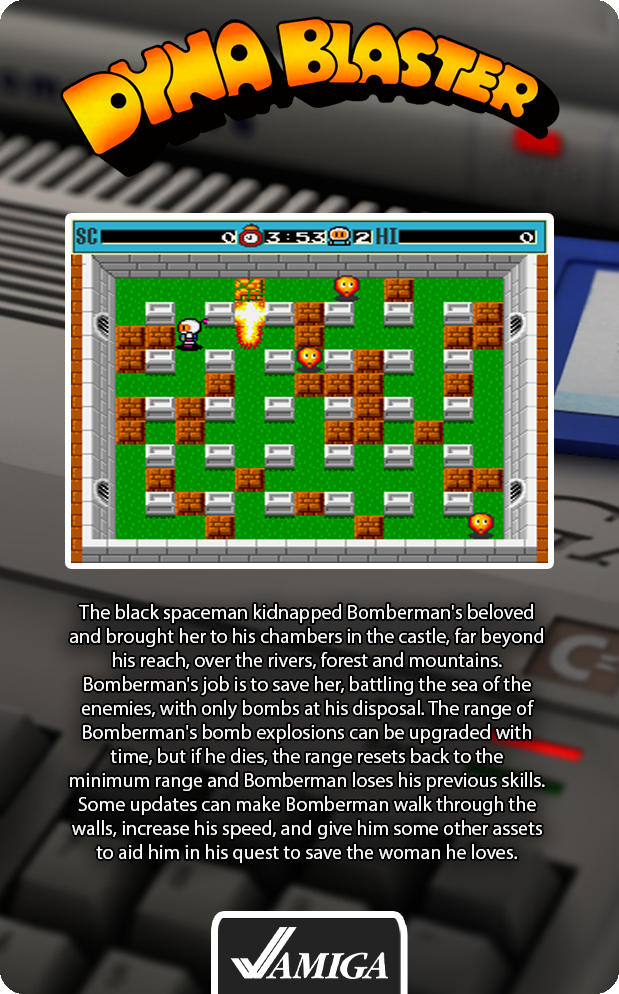 DYNA BLASTER
SC 0 3:53 2 HI 0
The black spaceman kidnapped Bomberman's beloved
and brought her to his chambers in the castle, far beyond
his reach, over the rivers, forest and mountains.
Bomberman's job is to save her, battling the sea of the
enemies, with only bombs at his disposal. The range of
Bomberman's bomb explosions can be upgraded with
time, but if he dies, the range resets back to the
minimum range and Bomberman loses his previous skills.
Some updates can make Bomberman walk through the
walls, increase his speed, and give him some other assets
to aid him in his quest to save the woman he loves.
AMIGA